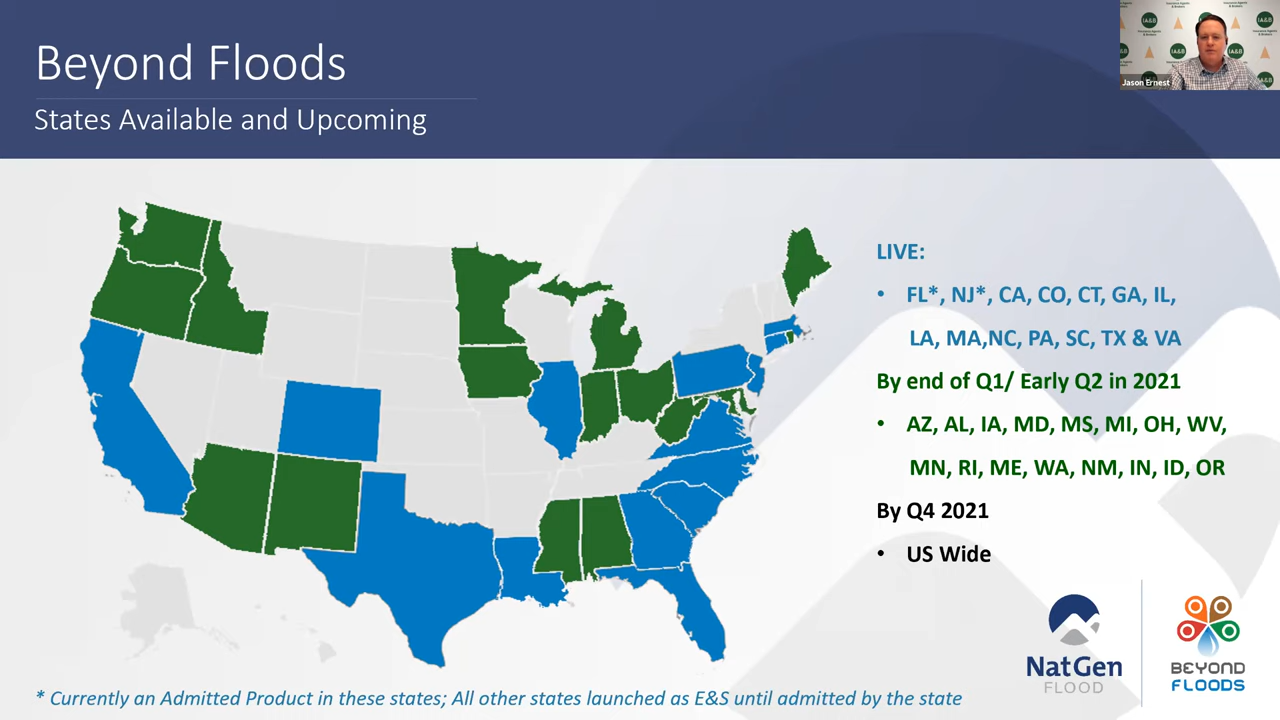 Beyond Floods
States Available and Upcoming
IA&B
Jason Ernest
LIVE:
• FL*, NJ*, CA, CO, CT, GA, IL,
LA, MA,NC, PA, SC, TX & VA
By end of Q1/ Early Q2 in 2021
• AZ, AL, IA, MD, MS, MI, OH, WV,
MN, RI, ME, WA, NM, IN, ID, OR
By Q4 2021
• US Wide
NatGen
FLOOD
BEYOND
FLOODS
* Currently an Admitted Product in these states; All other states launched as E&S until admitted by the state